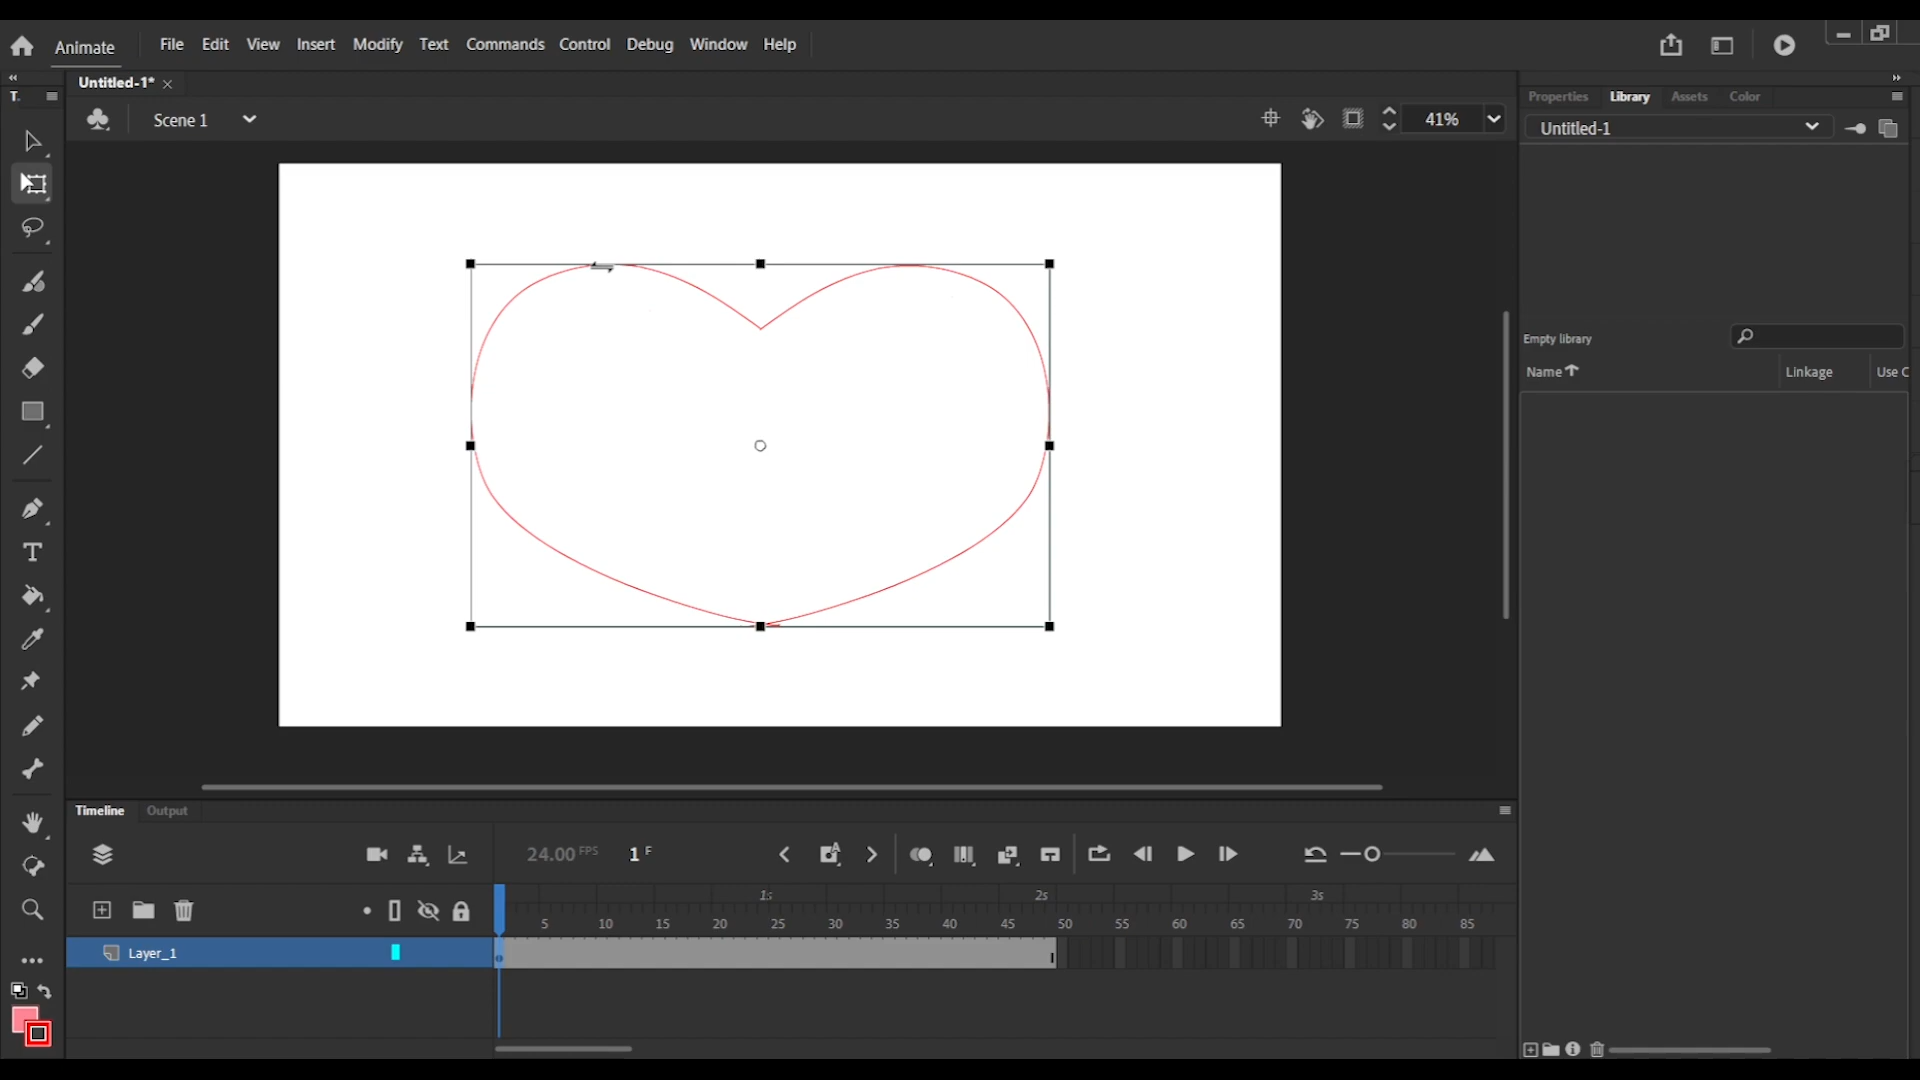 Animate File Edit View Insert Modify Text Commands Control Debug Window Help
Untitled-1*
T. Properties Library Assets Color
Scene 1 41% Untitled-1
Empty library
Name Linkage Use C
Timeline Output
24.00 FPS 1 F
1s 2s 3s
5 10 15 20 25 30 35 40 45 50 55 60 65 70 75 80 85
Layer_1